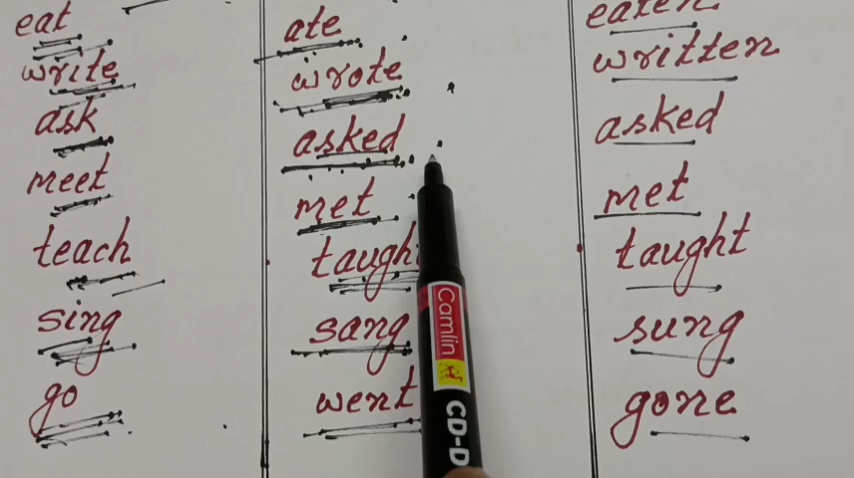 eat ate eaten
write wrote written
ask asked asked
meet met met
teach taught taught
sing sang sung
go went gone
Camlin
CD-D